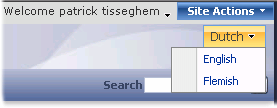 Welcome patrick tisseghem Site Actions
Dutch
English
Flemish
Search